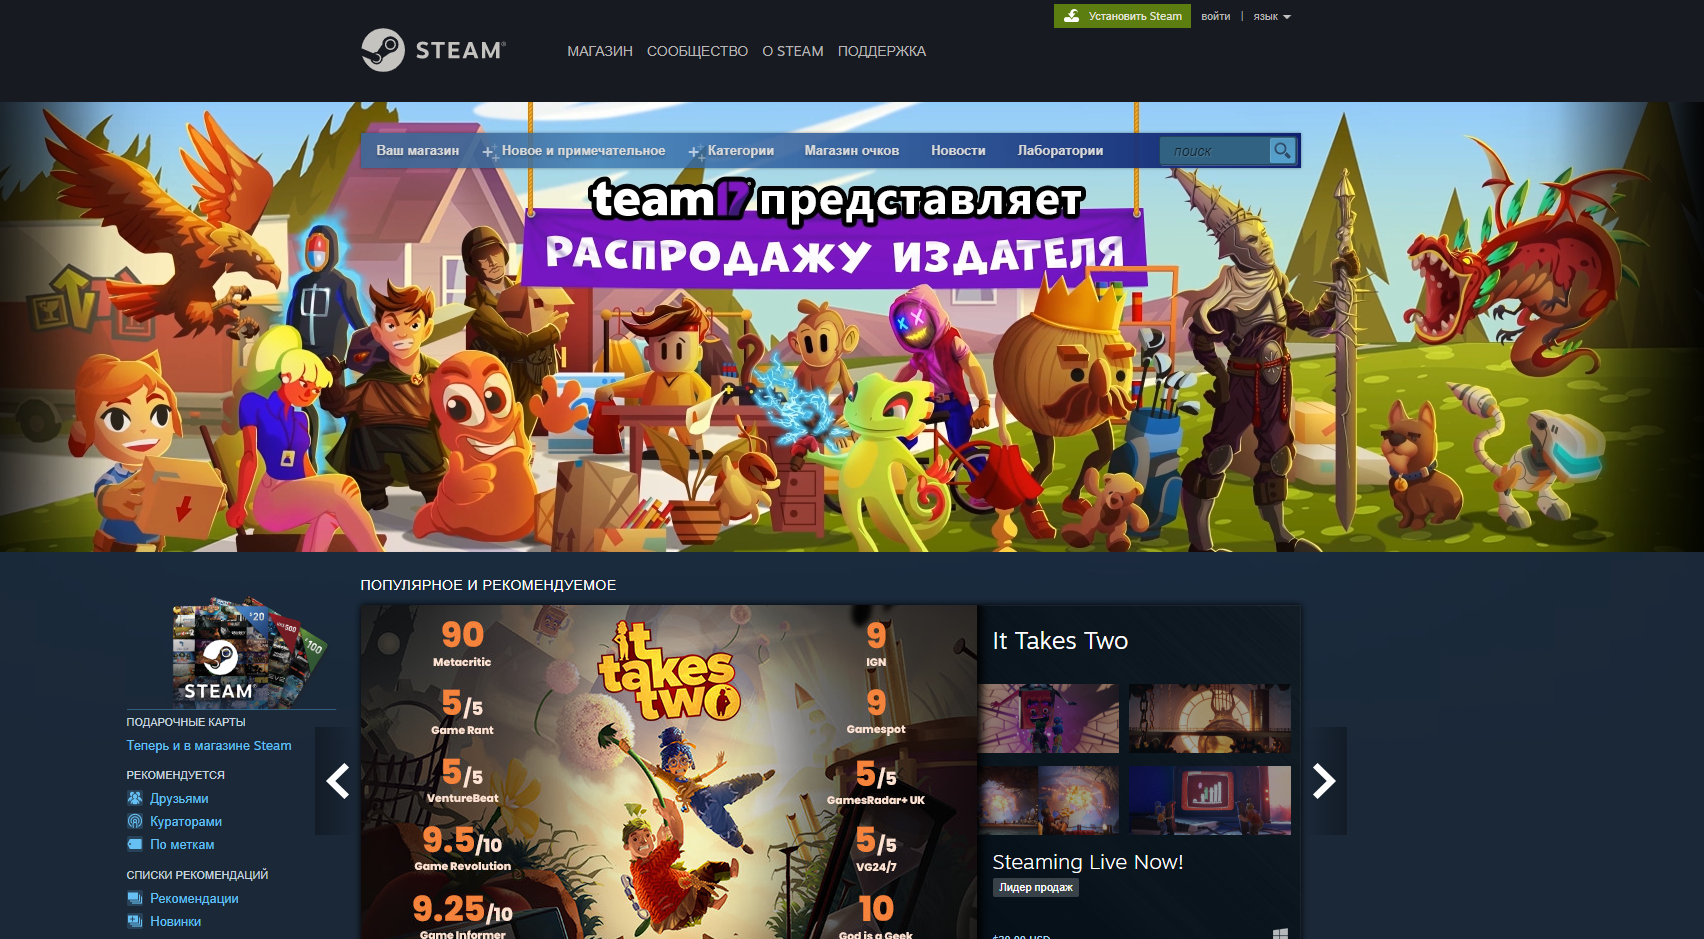 Установить Steam
войти | язык
STEAM®
МАГАЗИН СООБЩЕСТВО О STEAM ПОДДЕРЖКА
Ваш магазин Новое и примечательное Категории Магазин очков Новости Лаборатории поиск
team17 представляет
РАСПРОДАЖУ ИЗДАТЕЛЯ
ПОПУЛЯРНОЕ И РЕКОМЕНДУЕМОЕ
$20
500
100
STEAM
ПОДАРОЧНЫЕ КАРТЫ
Теперь и в магазине Steam
РЕКОМЕНДУЕТСЯ
Друзьями
Кураторами
По меткам
СПИСКИ РЕКОМЕНДАЦИЙ
Рекомендации
Новинки
90
Metacritic
5/5
Game Rant
5/5
VentureBeat
9.5/10
Game Revolution
9.25/10
Game Informer
it
takes
two
9
IGN
9
Gamespot
5/5
GamesRadar+ UK
5/5
VG24/7
10
God is a Geek
It Takes Two
Steaming Live Now!
Лидер продаж